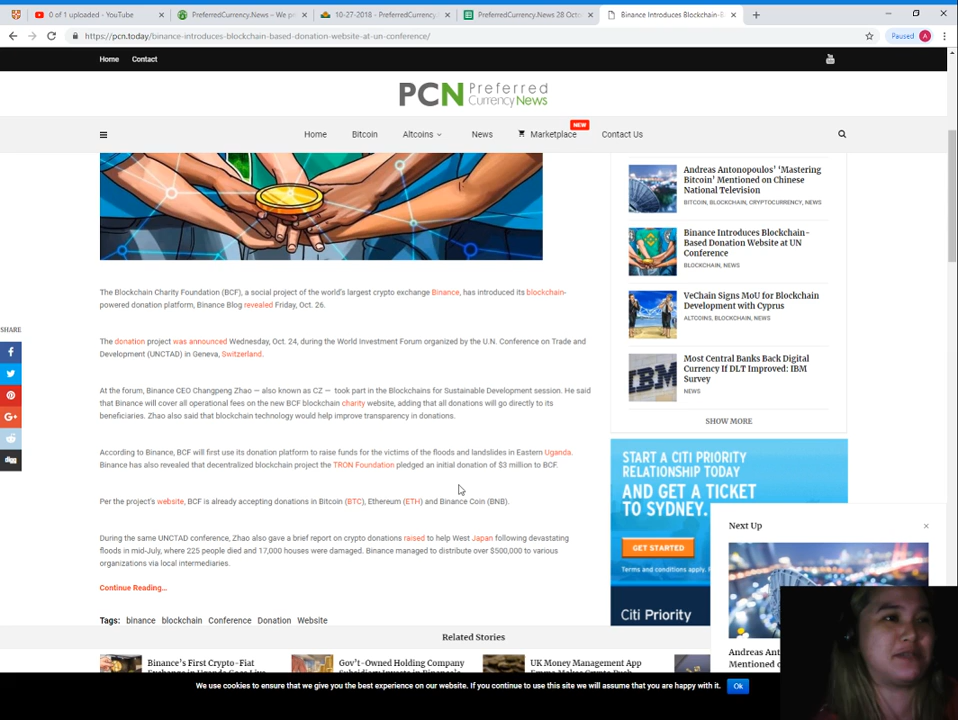 0 of 1 uploaded - YouTube
PreferredCurrency.News – We pr
10-27-2018 - PreferredCurrency.
PreferredCurrency.News 28 Octo
Binance Introduces Blockchain-B
https://pcn.today/binance-introduces-blockchain-based-donation-website-at-un-conference/
Paused
A
Home Contact
PCN Preferred Currency News
NEW
Home Bitcoin Altcoins News Marketplace Contact Us
SHARE
The Blockchain Charity Foundation (BCF), a social project of the world's largest crypto exchange Binance, has introduced its blockchain-
powered donation platform, Binance Blog revealed Friday, Oct. 26.
The donation project was announced Wednesday, Oct. 24, during the World Investment Forum organized by the U.N. Conference on Trade and
Development (UNCTAD) in Geneva, Switzerland.
At the forum, Binance CEO Changpeng Zhao — also known as CZ — took part in the Blockchains for Sustainable Development session. He said
that Binance will cover all operational fees on the new BCF blockchain charity website, adding that all donations will go directly to its
beneficiaries. Zhao also said that blockchain technology would help improve transparency in donations.
According to Binance, BCF will first use its donation platform to raise funds for the victims of the floods and landslides in Eastern Uganda.
Binance has also revealed that decentralized blockchain project the TRON Foundation pledged an initial donation of $3 million to BCF.
Per the project's website, BCF is already accepting donations in Bitcoin (BTC), Ethereum (ETH) and Binance Coin (BNB).
During the same UNCTAD conference, Zhao also gave a brief report on crypto donations raised to help West Japan following devastating
floods in mid-July, where 225 people died and 17,000 houses were damaged. Binance managed to distribute over $500,000 to various
organizations via local intermediaries.
Continue Reading...
Tags: binance blockchain Conference Donation Website
Andreas Antonopoulos' 'Mastering
Bitcoin' Mentioned on Chinese
National Television
BITCOIN, BLOCKCHAIN, CRYPTOCURRENCY, NEWS
Binance Introduces Blockchain-
Based Donation Website at UN
Conference
BLOCKCHAIN, NEWS
VeChain Signs MoU for Blockchain
Development with Cyprus
ALTCOINS, BLOCKCHAIN, NEWS
IBM
Most Central Banks Back Digital
Currency If DLT Improved: IBM
Survey
NEWS
SHOW MORE
START A CITI PRIORITY
RELATIONSHIP TODAY
AND GET A TICKET
TO SYDNEY.
GET STARTED
Terms and conditions apply.
Citi Priority
Next Up
Andreas Ant
Mentioned o
Related Stories
Binance's First Crypto-Fiat
Gov't-Owned Holding Company
UK Money Management App
We use cookies to ensure that we give you the best experience on our website. If you continue to use this site we will assume that you are happy with it.
Ok